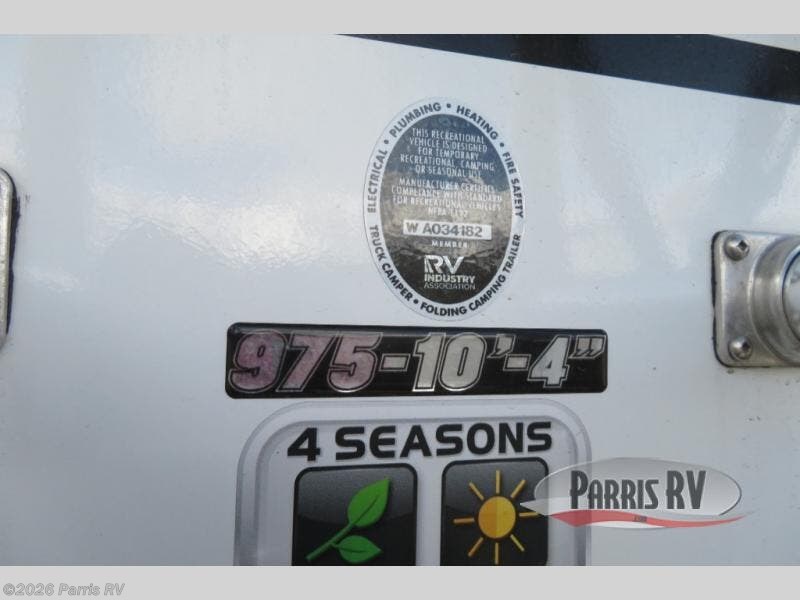 ELECTRICAL • PLUMBING • HEATING • FIRE SAFETY
THIS RECREATIONAL
VEHICLE IS DESIGNED
FOR TEMPORARY
RECREATIONAL, CAMPING
OR SEASONAL USE
MANUFACTURER CERTIFIES
COMPLIANCE WITH STANDARD
FOR RECREATIONAL VEHICLES
NFPA 1192
W A034182
MEMBER
RV
INDUSTRY
ASSOCIATION
TRUCK CAMPER • FOLDING CAMPING TRAILER
975-10'-4"
4 SEASONS
PARRIS RV
©2026 Parris RV